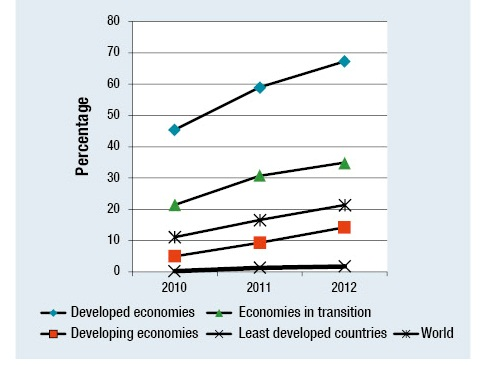 80
70
60
50
40
30
20
10
0
Percentage
2010 2011 2012
Developed economies Economies in transition
Developing economies Least developed countries World